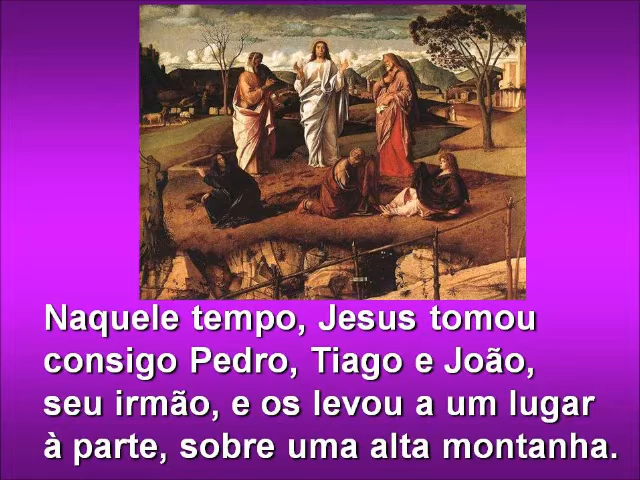 Naquele tempo, Jesus tomou
consigo Pedro, Tiago e João,
seu irmão, e os levou a um lugar
à parte, sobre uma alta montanha.